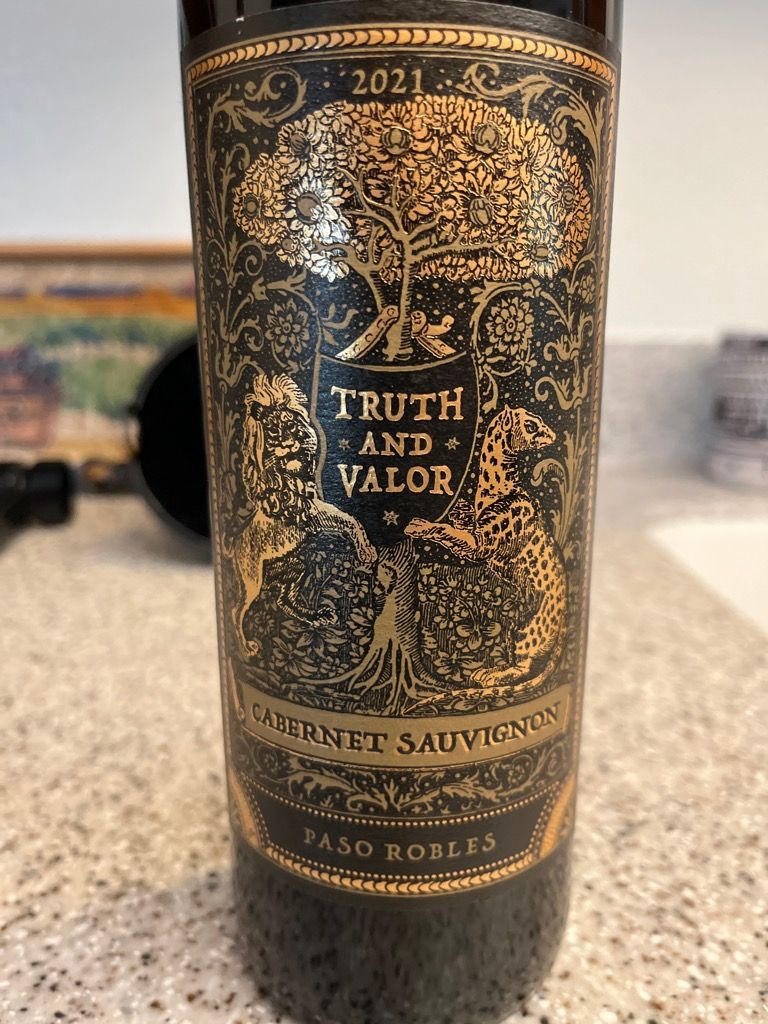 2021
TRUTH
AND
VALOR
CABERNET SAUVIGNON
PASO ROBLES